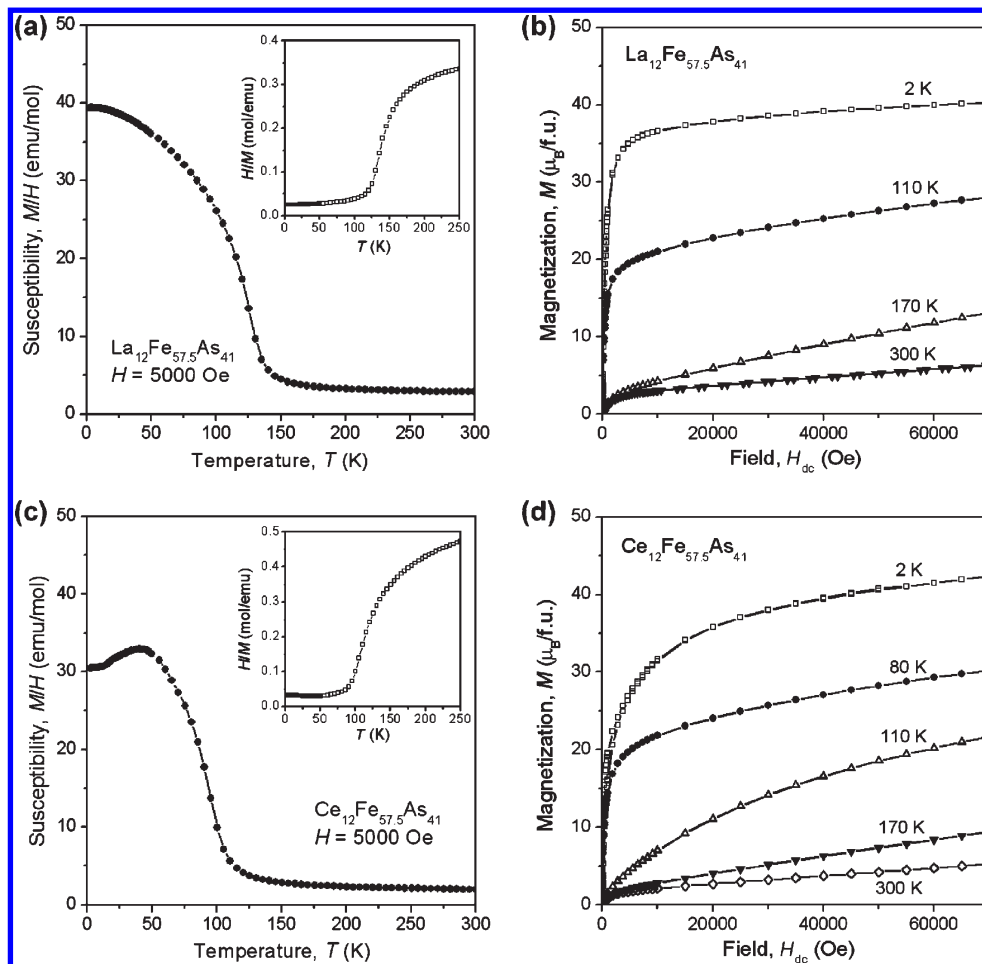 (a)
50
40
30
20
10
0
Susceptibility, M/H (emu/mol)
0 50 100 150 200 250 300
Temperature, T (K)
La12Fe57.5As41
H = 5000 Oe
0.4
0.3
0.2
0.1
0.0
H/M (mol/emu)
0 50 100 150 200 250
T (K)
(b)
50
40
30
20
10
0
Magnetization, M (μB/f.u.)
La12Fe57.5As41
2 K
110 K
170 K
300 K
0 20000 40000 60000
Field, Hdc (Oe)
(c)
50
40
30
20
10
0
Susceptibility, M/H (emu/mol)
0 50 100 150 200 250 300
Temperature, T (K)
Ce12Fe57.5As41
H = 5000 Oe
0.5
0.4
0.3
0.2
0.1
0.0
H/M (mol/emu)
0 50 100 150 200 250
T (K)
(d)
50
40
30
20
10
0
Magnetization, M (μB/f.u.)
Ce12Fe57.5As41
2 K
80 K
110 K
170 K
300 K
0 20000 40000 60000
Field, Hdc (Oe)